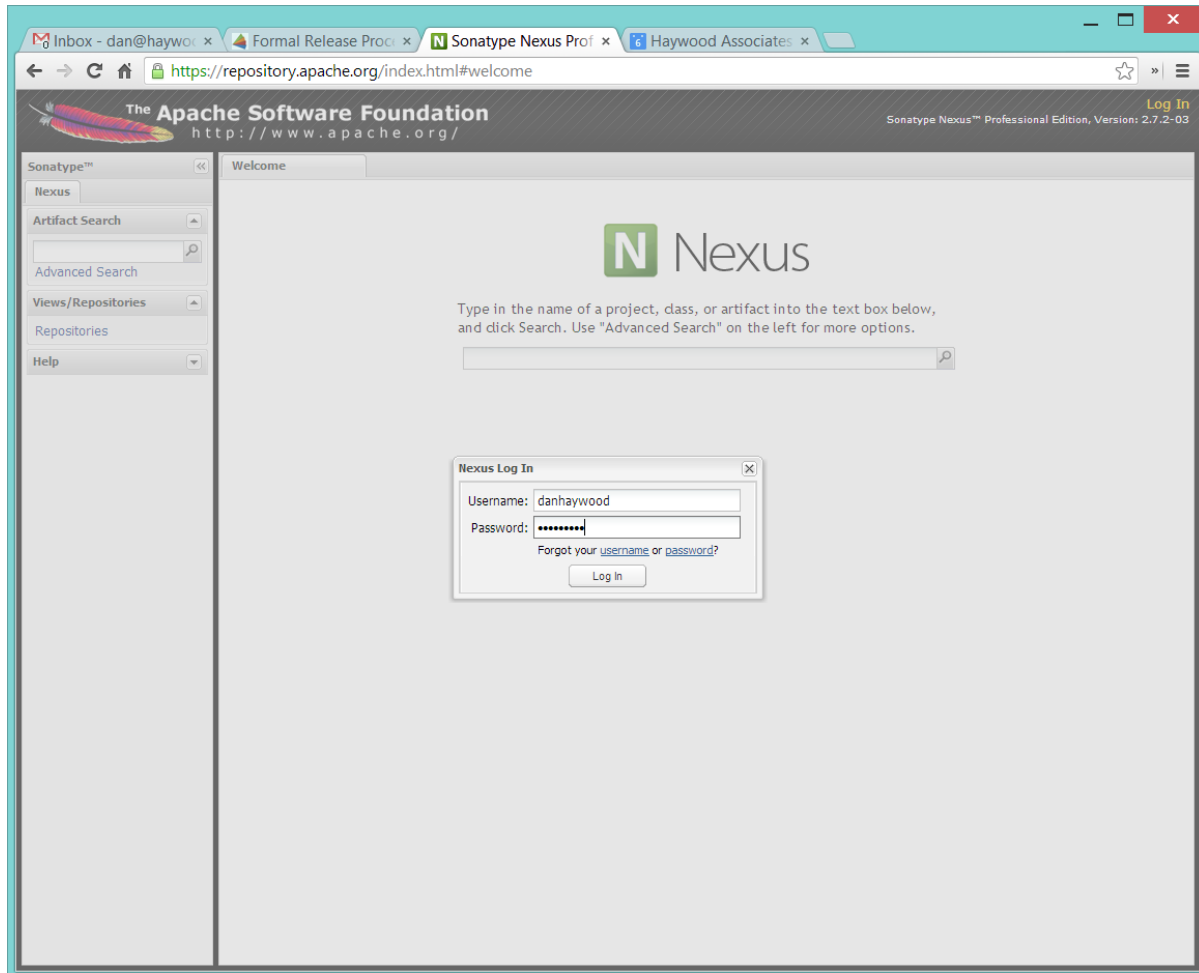 Inbox - dan@haywoo
Formal Release Proce
Sonatype Nexus Prof
Haywood Associates
https://repository.apache.org/index.html#welcome
The Apache Software Foundation
http://www.apache.org/
Log In
Sonatype Nexus™ Professional Edition, Version: 2.7.2-03
Sonatype™
Welcome
Nexus
Artifact Search
Advanced Search
Views/Repositories
Repositories
Help
N Nexus
Type in the name of a project, class, or artifact into the text box below,
and click Search. Use "Advanced Search" on the left for more options.
Nexus Log In
Username: danhaywood
Password: •••••••••
Forgot your username or password?
Log In